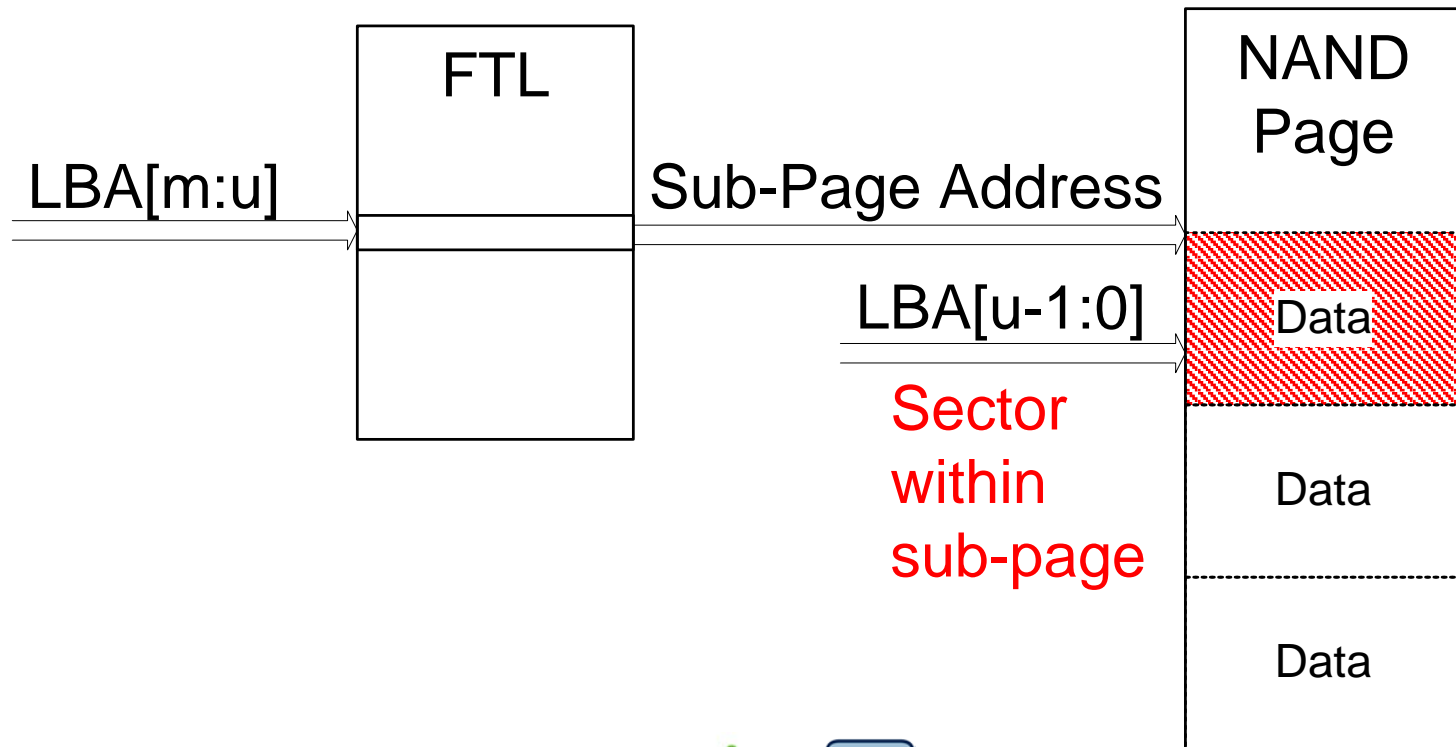 FTL
NAND
Page
LBA[m:u]
Sub-Page Address
LBA[u-1:0]
Data
Sector
within
sub-page
Data
Data